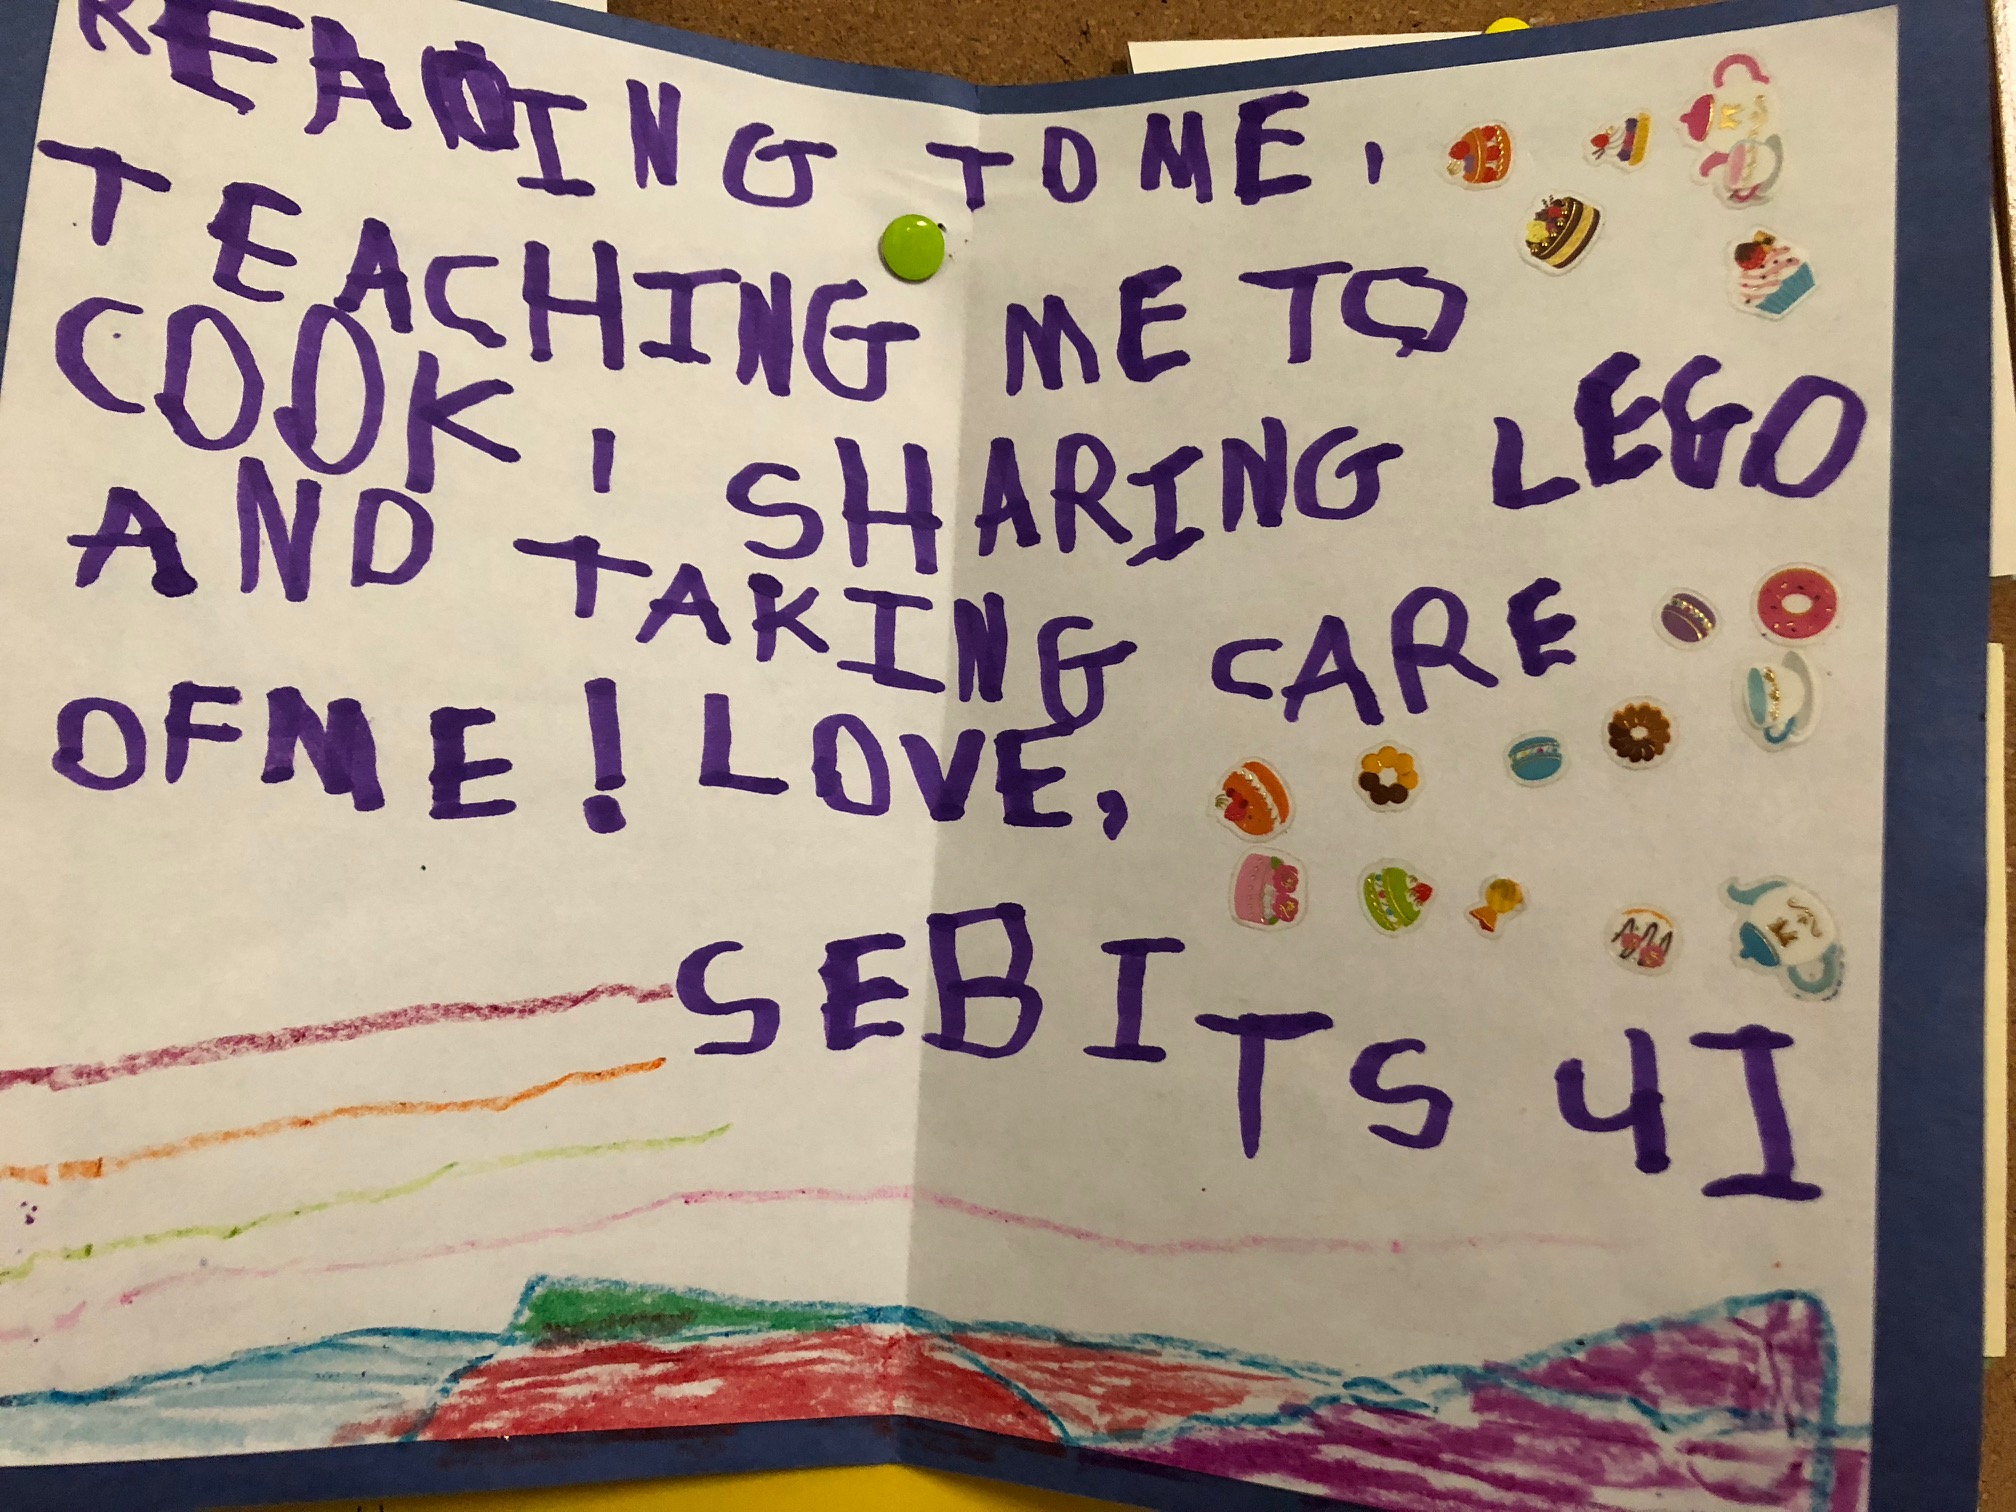 READING TO ME,
TEACHING ME TO
COOK, SHARING LEGO
AND TAKING CARE
OF ME! LOVE,
SEBI
TS 4I